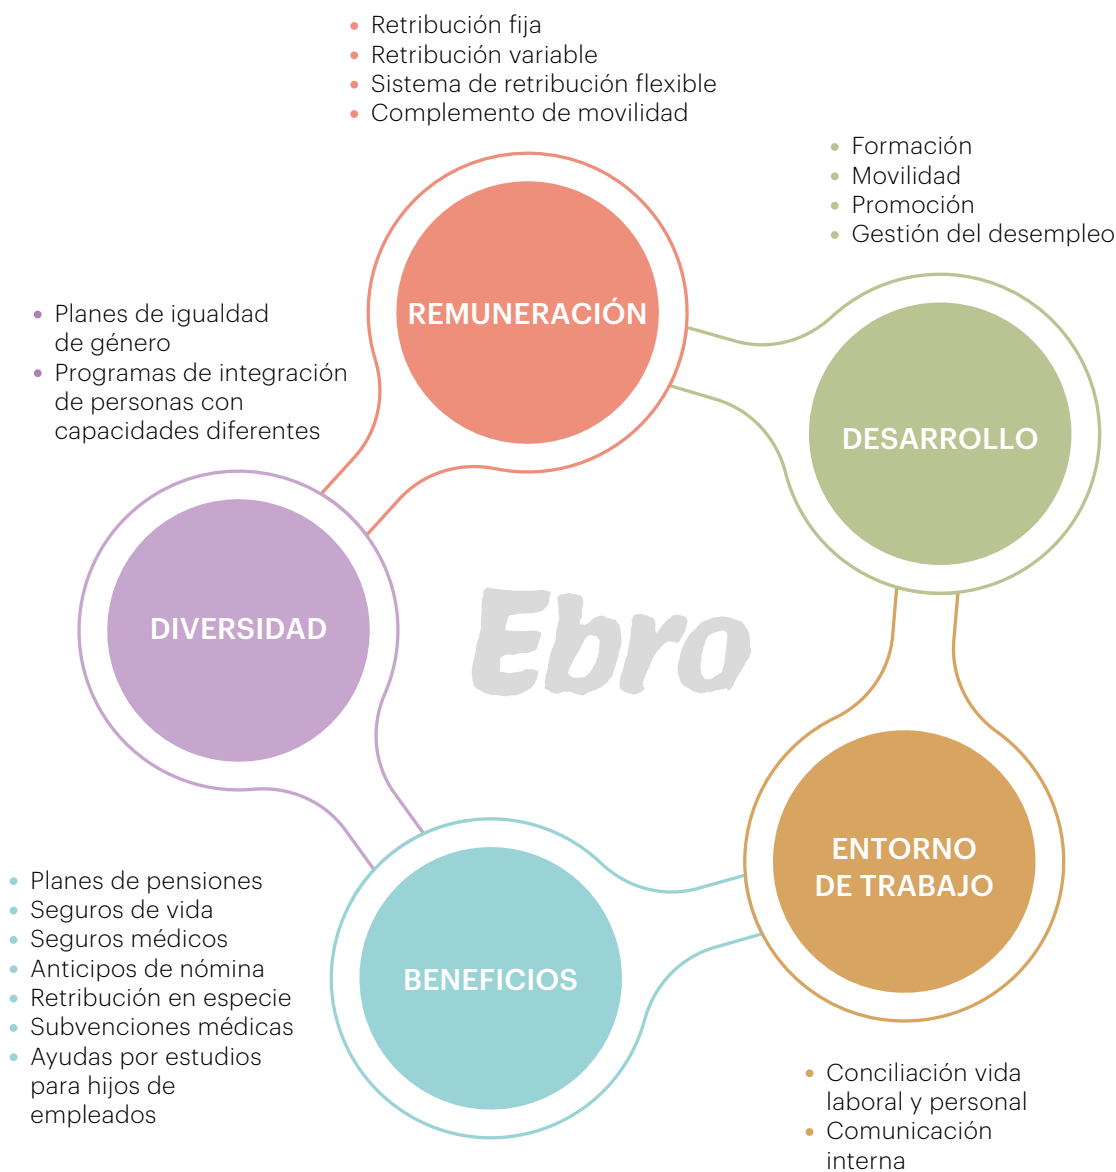 Retribución fija
Retribución variable
Sistema de retribución flexible
Complemento de movilidad
Formación
Movilidad
Promoción
Gestión del desempleo
REMUNERACIÓN
Planes de igualdad
de género
Programas de integración
de personas con
capacidades diferentes
DESARROLLO
DIVERSIDAD
Ebro
ENTORNO
DE TRABAJO
Planes de pensiones
Seguros de vida
Seguros médicos
Anticipos de nómina
Retribución en especie
Subvenciones médicas
Ayudas por estudios
para hijos de
empleados
BENEFICIOS
Conciliación vida
laboral y personal
Comunicación
interna